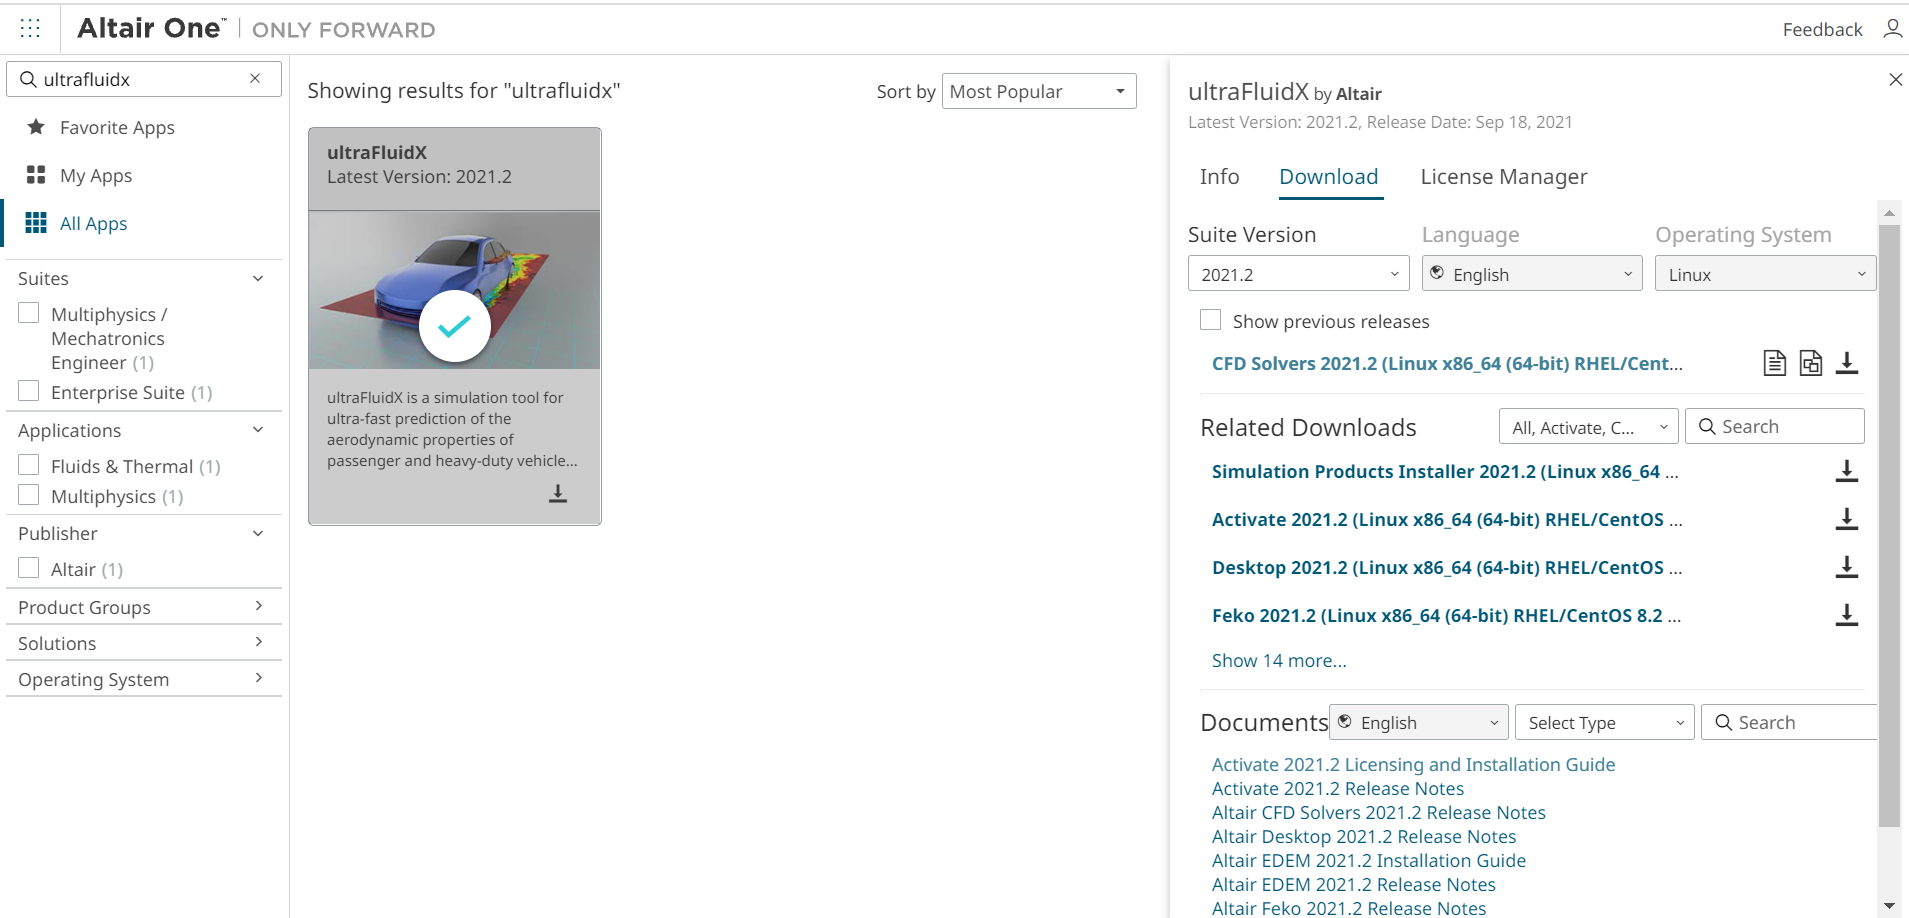 Altair One™ | ONLY FORWARD
Feedback
ultrafluidx
Favorite Apps
My Apps
All Apps
Suites
Multiphysics /
Mechatronics
Engineer (1)
Enterprise Suite (1)
Applications
Fluids & Thermal (1)
Multiphysics (1)
Publisher
Altair (1)
Product Groups
Solutions
Operating System
Showing results for "ultrafluidx"
Sort by Most Popular
ultraFluidX
Latest Version: 2021.2
ultraFluidX is a simulation tool for
ultra-fast prediction of the
aerodynamic properties of
passenger and heavy-duty vehicle...
ultraFluidX by Altair
Latest Version: 2021.2, Release Date: Sep 18, 2021
Info Download License Manager
Suite Version Language Operating System
2021.2 English Linux
Show previous releases
CFD Solvers 2021.2 (Linux x86_64 (64-bit) RHEL/Cent...
Related Downloads All, Activate, C... Search
Simulation Products Installer 2021.2 (Linux x86_64 ...
Activate 2021.2 (Linux x86_64 (64-bit) RHEL/CentOS ...
Desktop 2021.2 (Linux x86_64 (64-bit) RHEL/CentOS ...
Feko 2021.2 (Linux x86_64 (64-bit) RHEL/CentOS 8.2 ...
Show 14 more...
Documents English Select Type Search
Activate 2021.2 Licensing and Installation Guide
Activate 2021.2 Release Notes
Altair CFD Solvers 2021.2 Release Notes
Altair Desktop 2021.2 Release Notes
Altair EDEM 2021.2 Installation Guide
Altair EDEM 2021.2 Release Notes
Altair Feko 2021.2 Release Notes